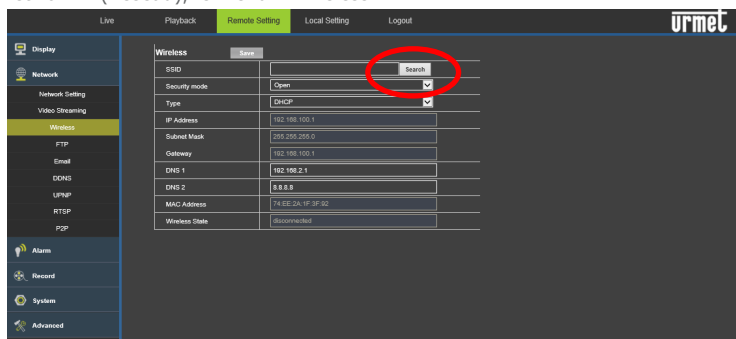 Live Playback Remote Setting Local Setting Logout urmet
Display
Network
Network Setting
Video Streaming
Wireless
FTP
Email
DDNS
UPNP
RTSP
P2P
Alarm
Record
System
Advanced
Wireless Save
SSID Search
Security mode Open
Type DHCP
IP Address 192.168.100.1
Subnet Mask 255.255.255.0
Gateway 192.168.100.1
DNS 1 192.168.2.1
DNS 2 8.8.8.8
MAC Address 74:EE:2A:1F:3F:92
Wireless State disconnected